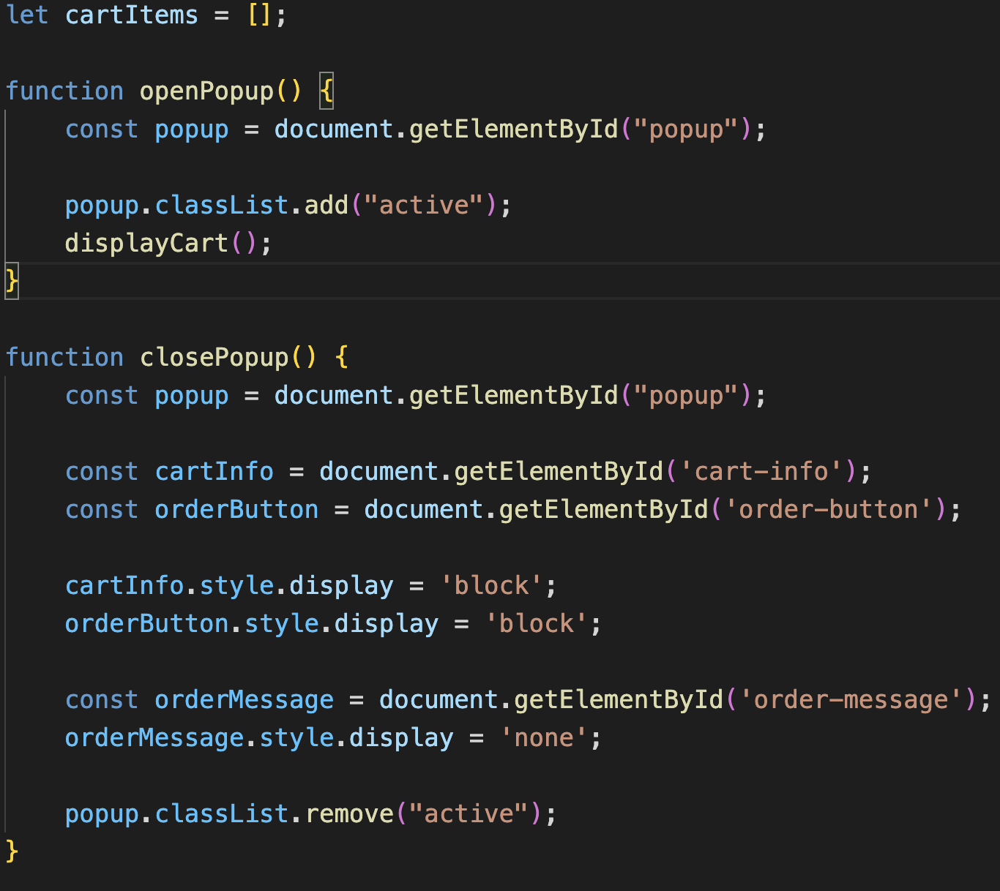 let cartItems = [];
function openPopup() {
    const popup = document.getElementById("popup");
    popup.classList.add("active");
    displayCart();
}
function closePopup() {
    const popup = document.getElementById("popup");
    const cartInfo = document.getElementById('cart-info');
    const orderButton = document.getElementById('order-button');
    cartInfo.style.display = 'block';
    orderButton.style.display = 'block';
    const orderMessage = document.getElementById('order-message');
    orderMessage.style.display = 'none';
    popup.classList.remove("active");
}